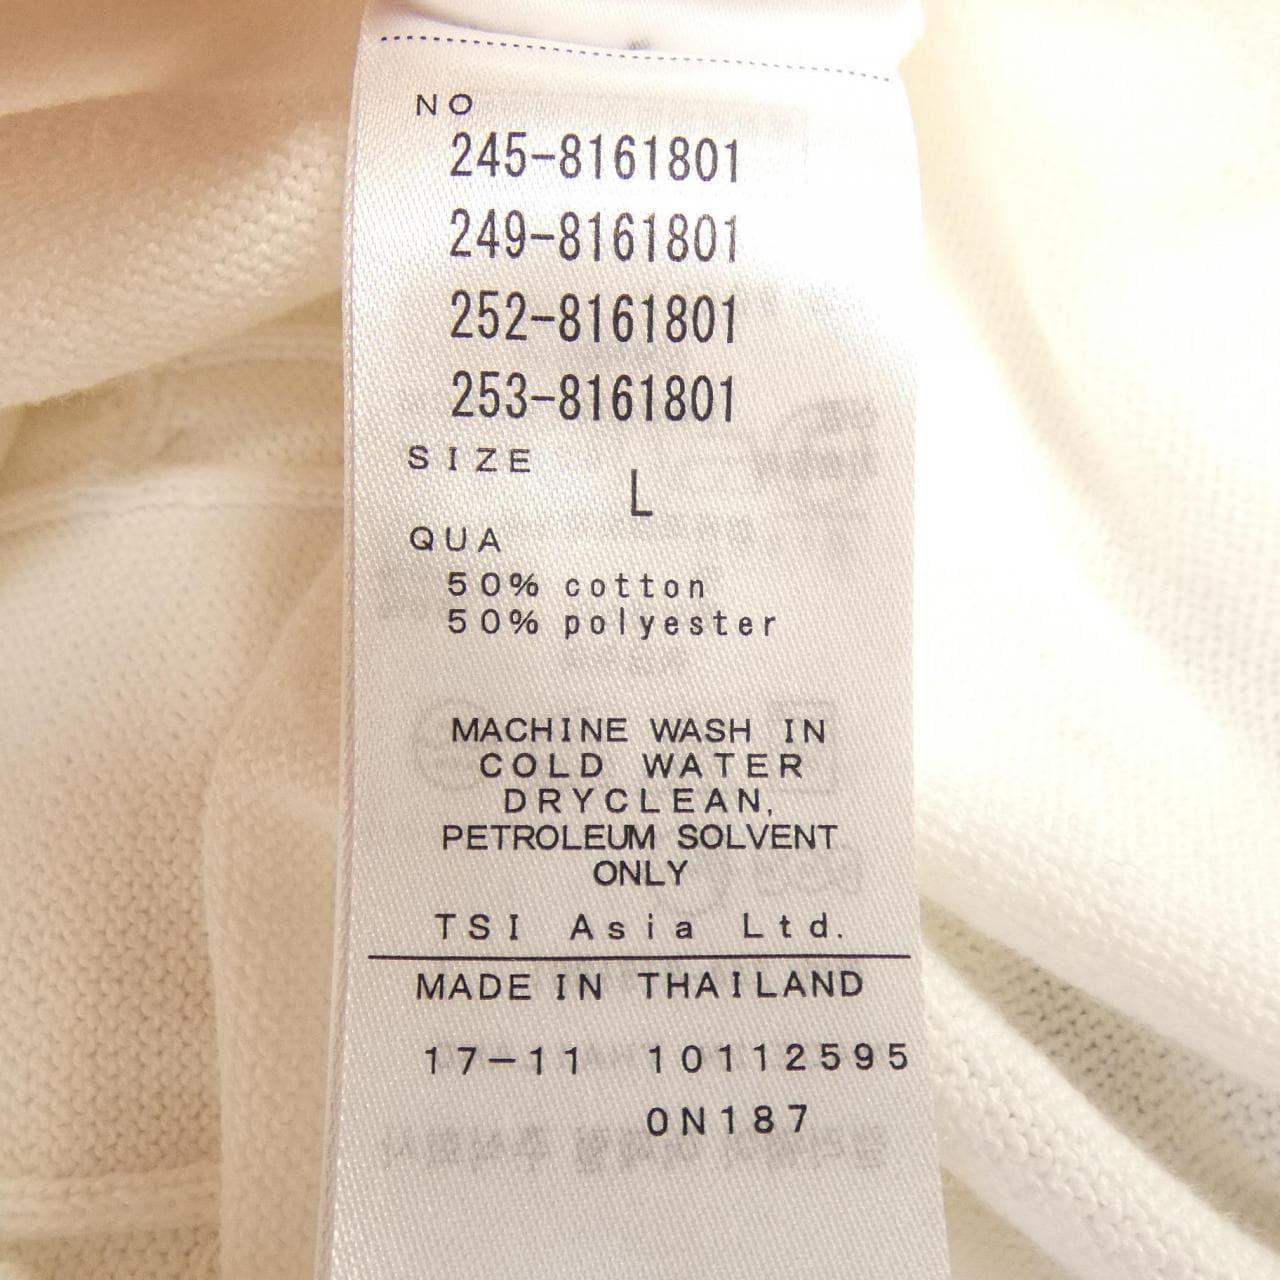 NO
245-8161801
249-8161801
252-8161801
253-8161801
SIZE
L
QUA
50% cotton
50% polyester
MACHINE WASH IN
COLD WATER
DRYCLEAN,
PETROLEUM SOLVENT
ONLY
TSI Asia Ltd.
MADE IN THAILAND
17-11 10112595
0N187